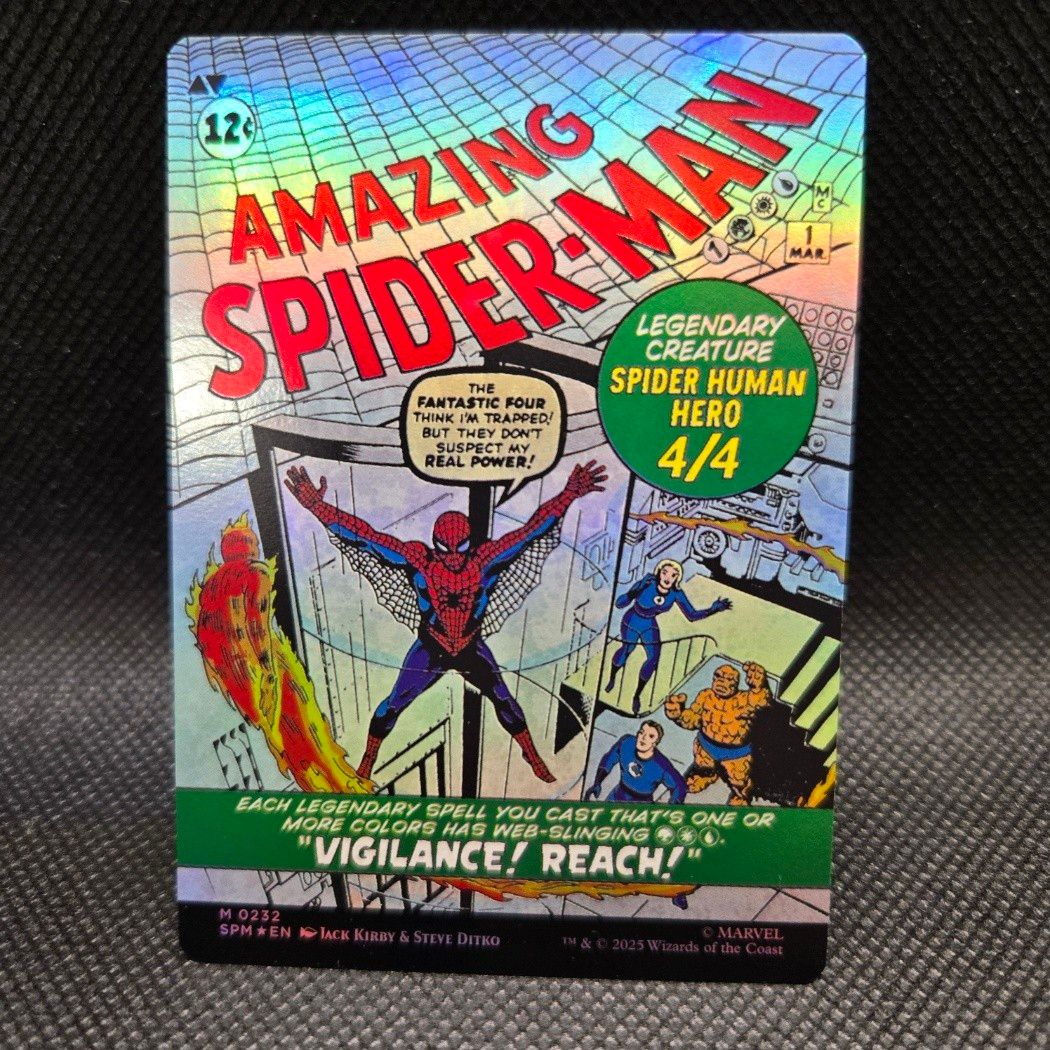 12¢
AMAZING
SPIDER-MAN
1
M
C
1
MAR.
LEGENDARY
CREATURE
SPIDER HUMAN
HERO
4/4
THE
FANTASTIC FOUR
THINK I'M TRAPPED!
BUT THEY DON'T
SUSPECT MY
REAL POWER!
EACH LEGENDARY SPELL YOU CAST THAT'S ONE OR
MORE COLORS HAS WEB-SLINGING .
"VIGILANCE! REACH!"
M 0232
SPM★EN JACK KIRBY & STEVE DITKO
© MARVEL
™ & © 2025 Wizards of the Coast